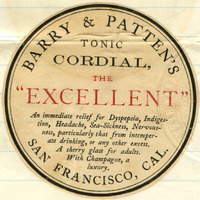 BARRY & PATTEN'S
TONIC
CORDIAL,
THE
"EXCELLENT"
An immediate relief for Dyspepsia, Indiges-
tion, Headache, Sea-Sickness, Nervous-
ness, particularly that from intemper-
ate drinking, or any other excess.
A sherry glass for adults.
With Champagne, a
luxury.
SAN FRANCISCO, CAL.